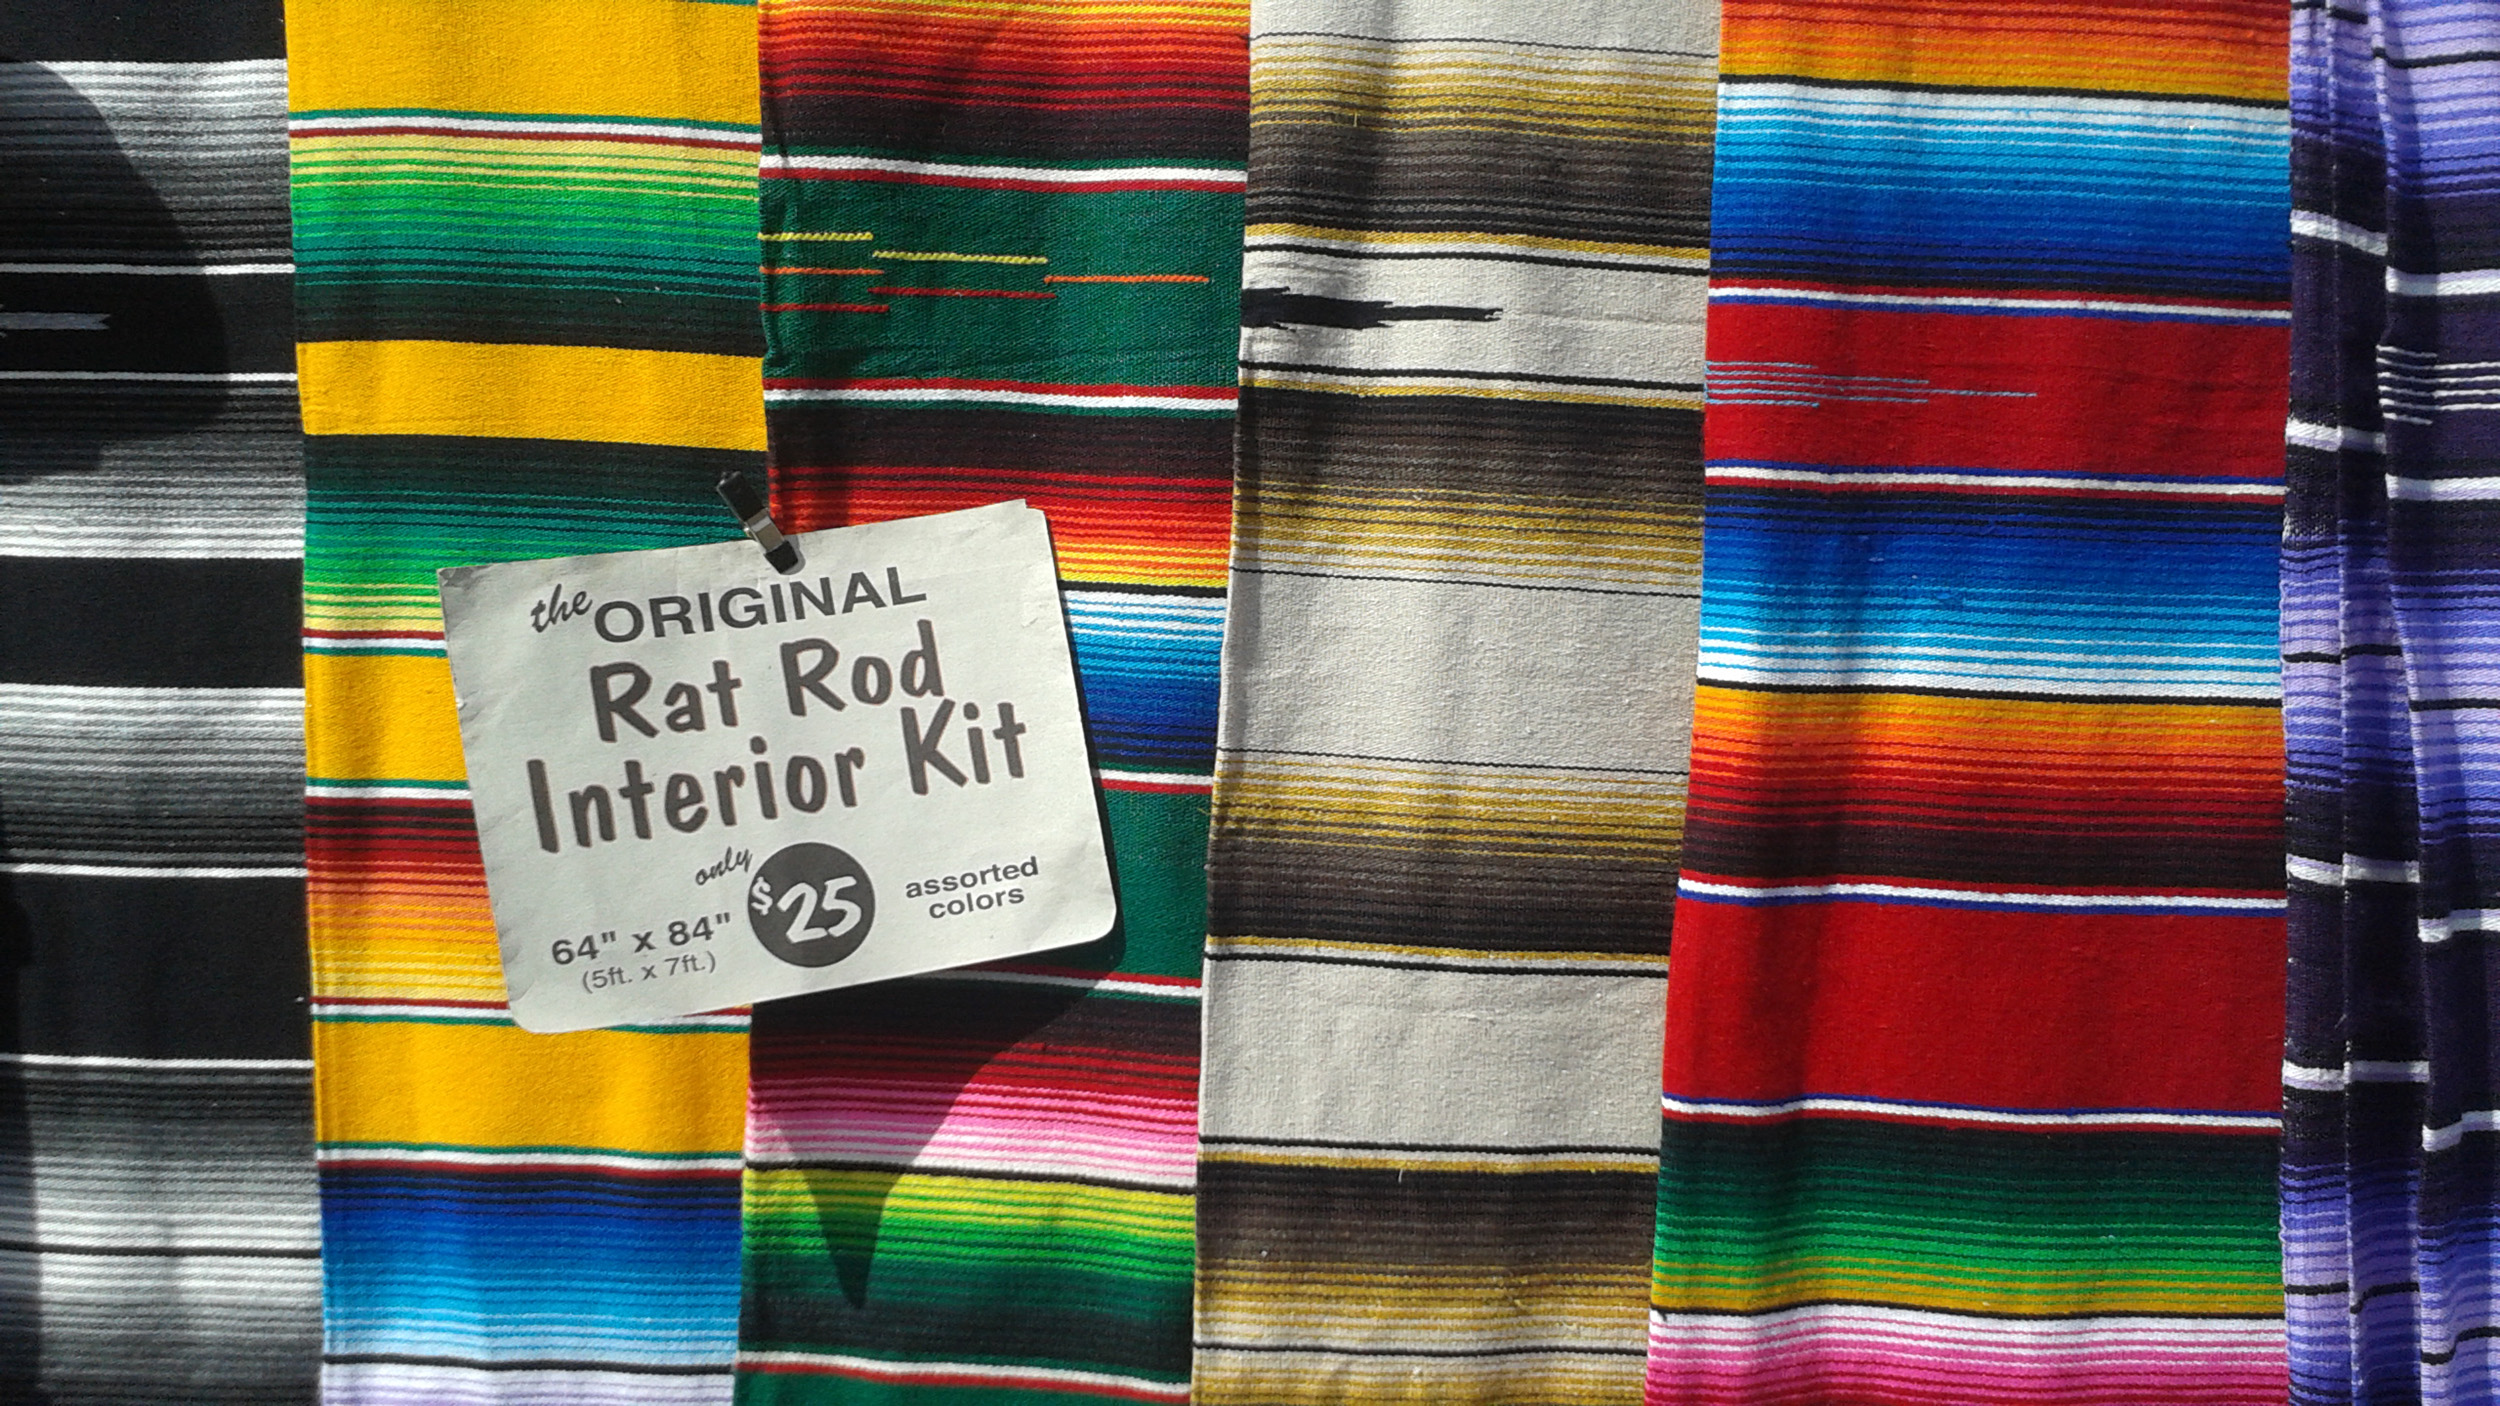 the ORIGINAL
Rat Rod
Interior Kit
only $25
64" x 84"
(5ft. x 7ft.)
assorted
colors